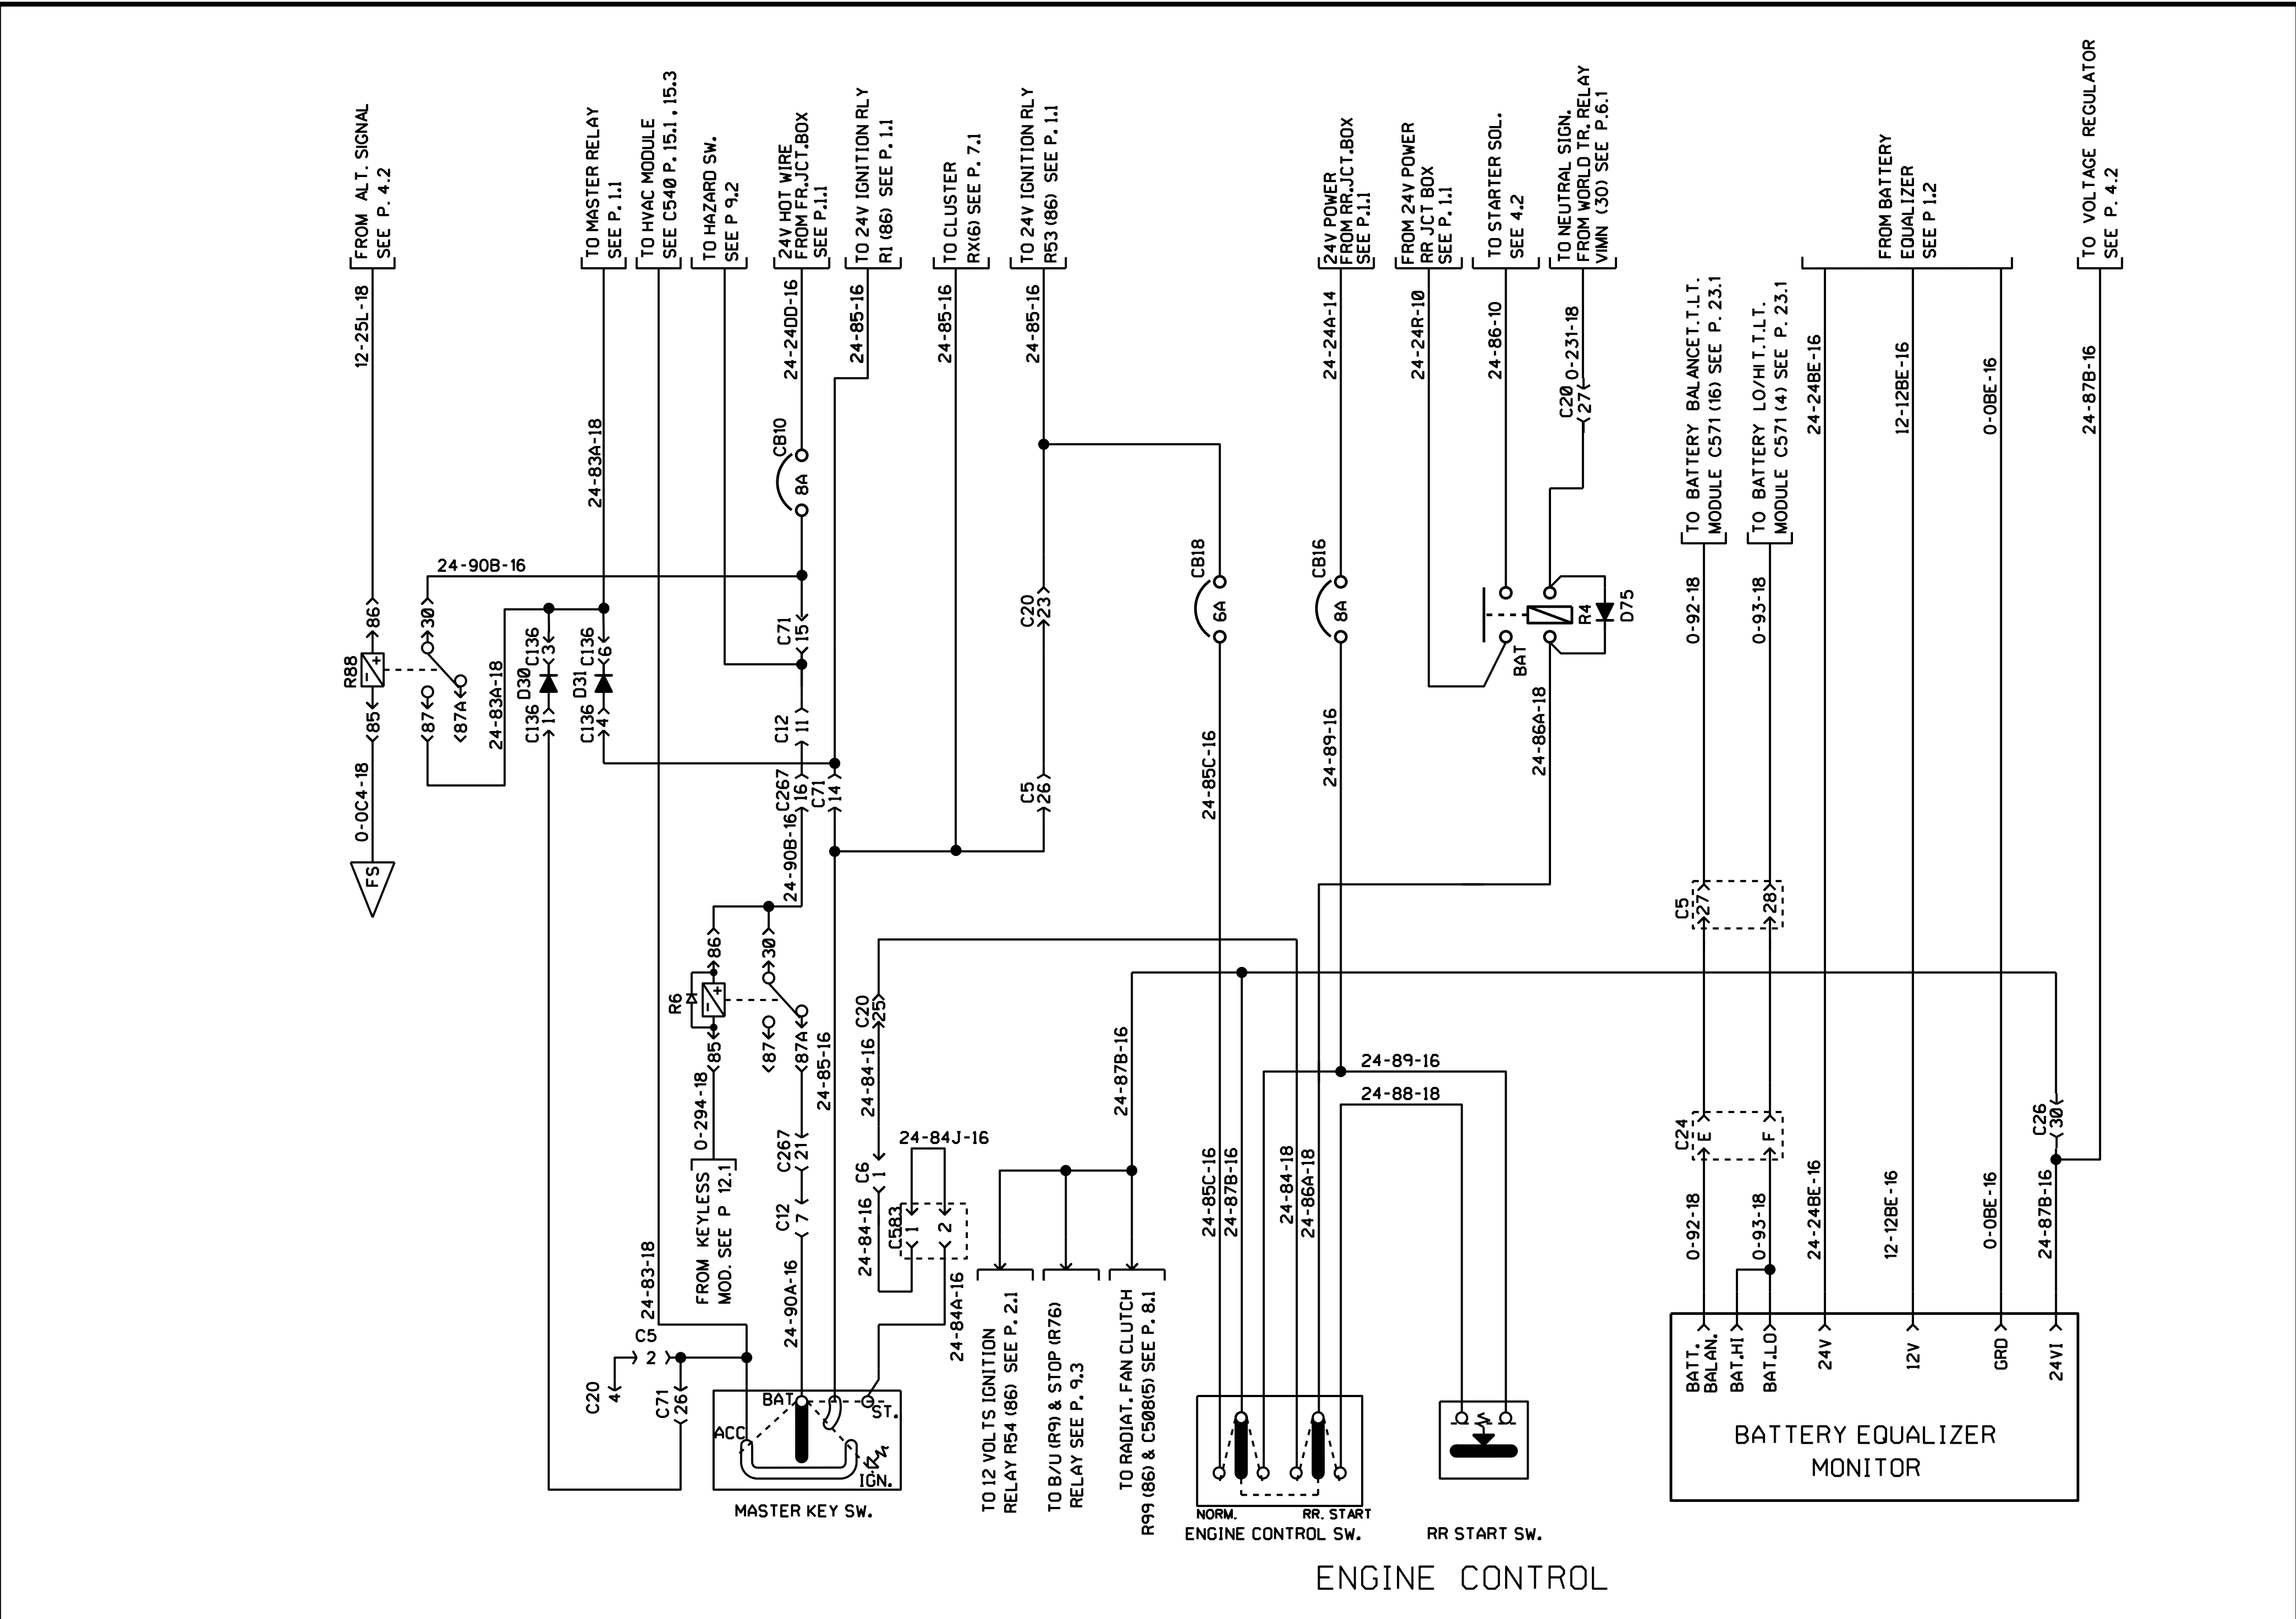 FROM ALT. SIGNAL
SEE P. 4.2
TO MASTER RELAY
SEE P. 1.1
TO HVAC MODULE
SEE C540 P. 15.1 , 15.3
TO HAZARD SW.
SEE P 9.2
24V HOT WIRE
FROM FR.JCT.BOX
SEE P.1.1
TO 24V IGNITION RLY
R1 (86) SEE P. 1.1
TO CLUSTER
RX(6) SEE P. 7.1
TO 24V IGNITION RLY
R53 (86) SEE P. 1.1
24V POWER
FROM RR.JCT.BOX
SEE P.1.1
FROM 24V POWER
RR JCT BOX
SEE P. 1.1
TO STARTER SOL.
SEE 4.2
TO NEUTRAL SIGN.
FROM WORLD TR. RELAY
VIMN (30) SEE P.6.1
FROM BATTERY
EQUALIZER
SEE P 1.2
TO VOLTAGE REGULATOR
SEE P. 4.2
TO BATTERY BALANCET.T.LT.
MODULE C571 (16) SEE P. 23.1
TO BATTERY LO/HI T.T.LT.
MODULE C571 (4) SEE P. 23.1
12-25L-18
24-83A-18
24-24DD-16
24-85-16
24-85-16
24-85-16
24-24A-14
24-24R-10
24-86-10
0-231-18
C20
27
24-24BE-16
12-12BE-16
0-0BE-16
24-87B-16
CB10
8A
24-90B-16
86
30
R88
+
-
85
87
87A
24-83A-18
C136
3
D30
C136
1
C136
6
D31
C136
4
C71
15
C12
11
C267
16
C71
14
C20
23
C5
26
CB18
6A
CB16
8A
BAT
R4
D75
0-92-18
0-93-18
24-85C-16
24-89-16
24-86A-18
0-0C4-18
FS
24-90B-16
C5
27
28
R6
86
30
+
-
85
87
87A
24-85-16
C20
25
24-84-16
24-87B-16
24-89-16
24-88-18
0-294-18
FROM KEYLESS
MOD. SEE P 12.1
C267
21
C12
7
24-90A-16
24-84J-16
C6
1
24-84-16
C583
1
2
24-84A-16
24-85C-16
24-87B-16
24-84-18
24-86A-18
C24
E
F
0-92-18
0-93-18
24-24BE-16
12-12BE-16
0-0BE-16
C26
30
24-87B-16
24-83-18
C5
2
C20
4
C71
26
BAT
ACC
ST.
IGN.
MASTER KEY SW.
TO 12 VOLTS IGNITION
RELAY R54 (86) SEE P. 2.1
TO B/U (R9) & STOP (R76)
RELAY SEE P. 9.3
TO RADIAT. FAN CLUTCH
R99 (86) & C508(5) SEE P. 8.1
NORM.
RR. START
ENGINE CONTROL SW.
RR START SW.
BATT.
BALAN.
BAT.HI
BAT.LO
24V
12V
GRD
24VI
BATTERY EQUALIZER
MONITOR
ENGINE CONTROL